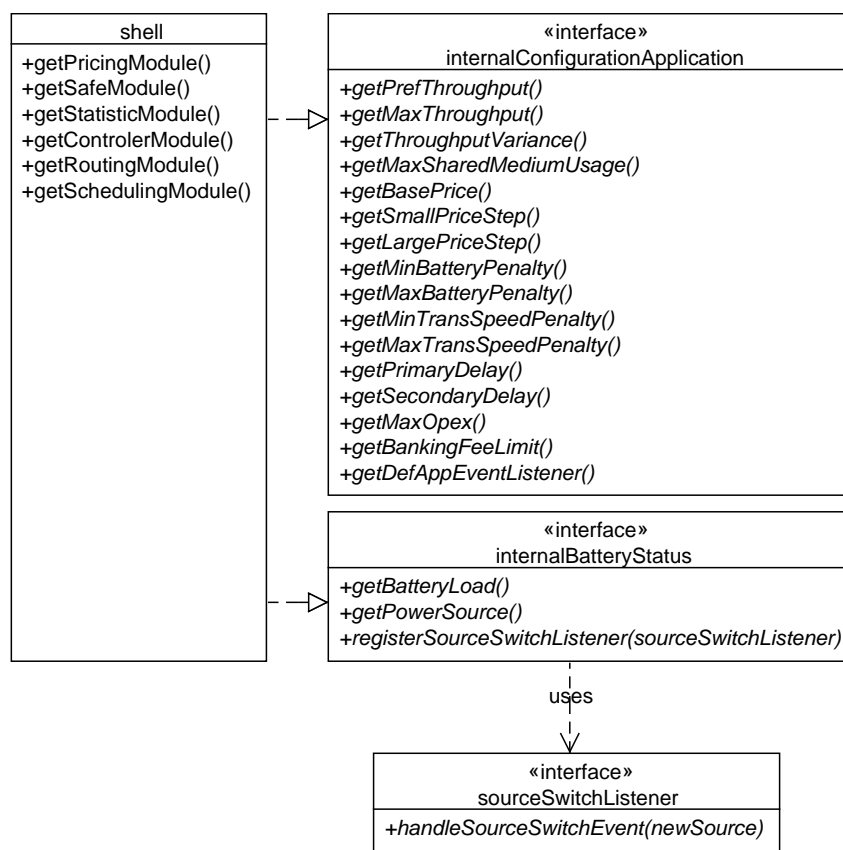 shell
+getPricingModule()
+getSafeModule()
+getStatisticModule()
+getControlerModule()
+getRoutingModule()
+getSchedulingModule()
«interface»
internalConfigurationApplication
+getPrefThroughput()
+getMaxThroughput()
+getThroughputVariance()
+getMaxSharedMediumUsage()
+getBasePrice()
+getSmallPriceStep()
+getLargePriceStep()
+getMinBatteryPenalty()
+getMaxBatteryPenalty()
+getMinTransSpeedPenalty()
+getMaxTransSpeedPenalty()
+getPrimaryDelay()
+getSecondaryDelay()
+getMaxOpex()
+getBankingFeeLimit()
+getDefAppEventListener()
«interface»
internalBatteryStatus
+getBatteryLoad()
+getPowerSource()
+registerSourceSwitchListener(sourceSwitchListener)
uses
«interface»
sourceSwitchListener
+handleSourceSwitchEvent(newSource)